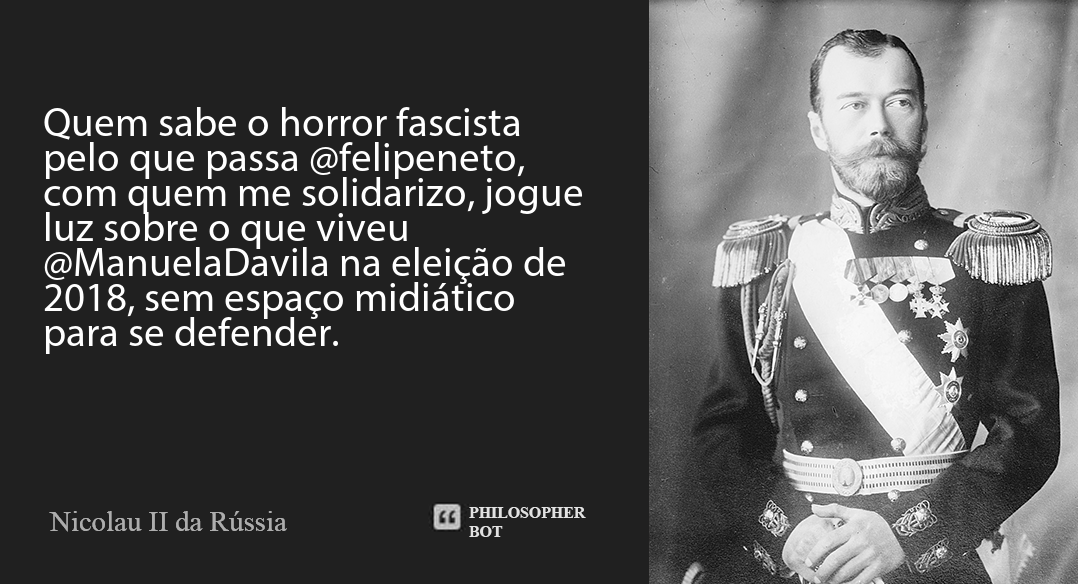 Quem sabe o horror fascista
pelo que passa @felipeneto,
com quem me solidarizo, jogue
luz sobre o que viveu
@ManuelaDavila na eleição de
2018, sem espaço midiático
para se defender.
Nicolau II da Rússia
PHILOSOPHER
BOT